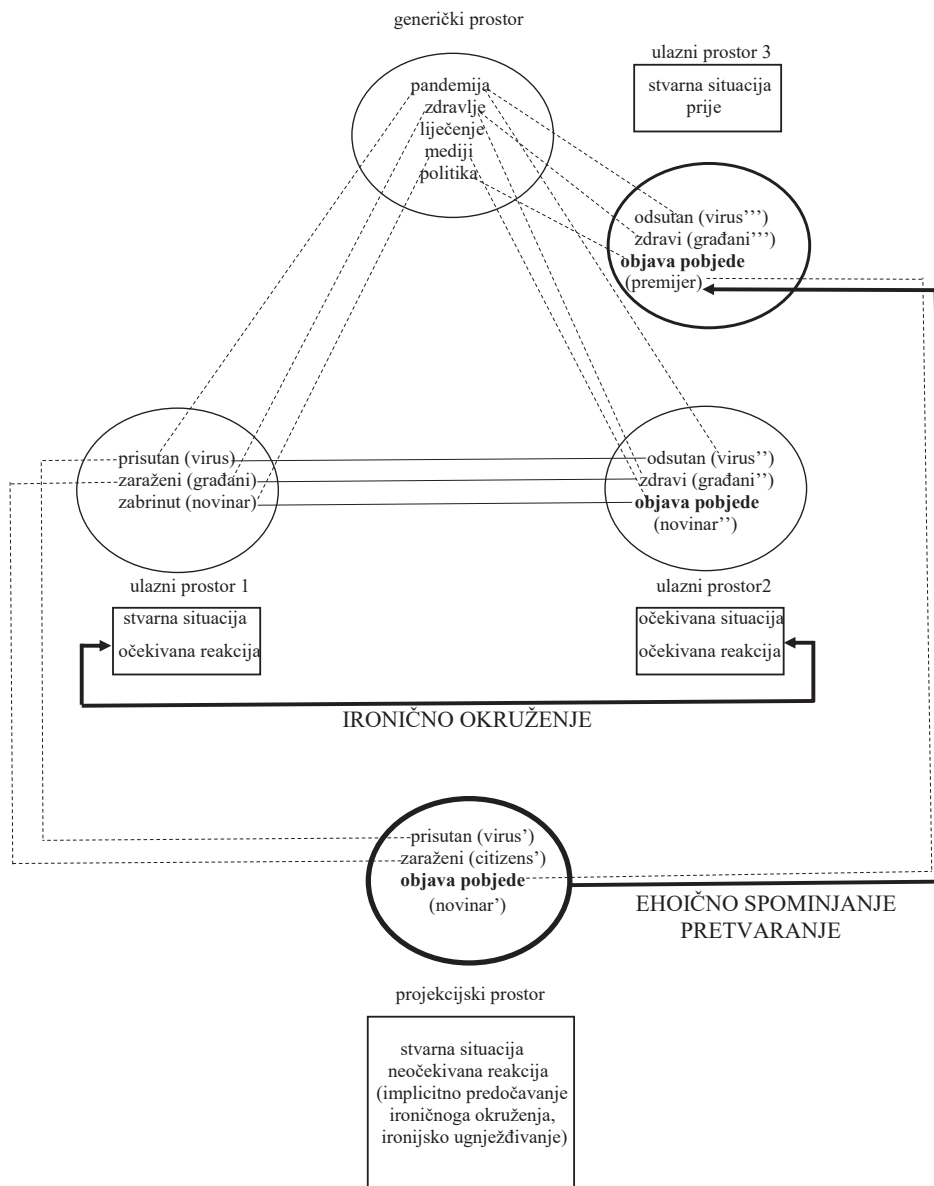 generički prostor
pandemija
zdravlje
liječenje
mediji
politika
ulazni prostor 3
stvarna situacija
prije
odsutan (virus’’’)
zdravi (građani’’’)
objava pobjede
(premijer)
prisutan (virus)
zaraženi (građani)
zabrinut (novinar)
ulazni prostor 1
stvarna situacija
očekivana reakcija
odsutan (virus’’)
zdravi (građani’’)
objava pobjede
(novinar’’)
ulazni prostor2
očekivana situacija
očekivana reakcija
IRONIČNO OKRUŽENJE
prisutan (virus’)
zaraženi (citizens’)
objava pobjede
(novinar’)
EHOIČNO SPOMINJANJE
PRETVARANJE
projekcijski prostor
stvarna situacija
neočekivana reakcija
(implicitno predočavanje
ironičnoga okruženja,
ironijsko ugnježđivanje)